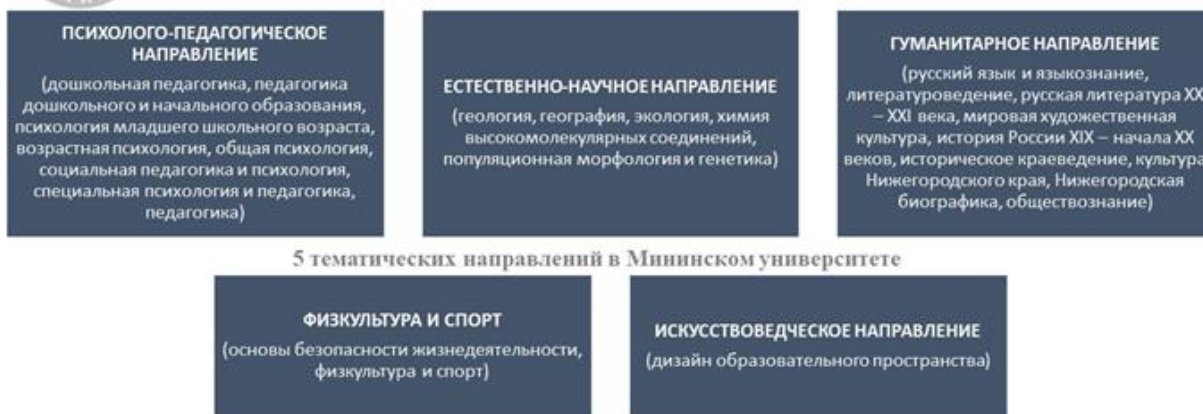 ПСИХОЛОГО-ПЕДАГОГИЧЕСКОЕ
НАПРАВЛЕНИЕ
(дошкольная педагогика, педагогика
дошкольного и начального образования,
психология младшего школьного возраста,
возрастная психология, общая психология,
социальная педагогика и психология,
специальная психология и педагогика,
педагогика)
ЕСТЕСТВЕННО-НАУЧНОЕ НАПРАВЛЕНИЕ
(геология, география, экология, химия
высокомолекулярных соединений,
популяционная морфология и генетика)
ГУМАНИТАРНОЕ НАПРАВЛЕНИЕ
(русский язык и языкознание,
литературоведение, русская литература XX
– XXI века, мировая художественная
культура, история России XIX – начала XX
веков, историческое краеведение, культура
Нижегородского края, Нижегородская
биографика, обществознание)
5 тематических направлений в Мининском университете
ФИЗКУЛЬТУРА И СПОРТ
(основы безопасности жизнедеятельности,
физкультура и спорт)
ИСКУССТВОВЕДЧЕСКОЕ НАПРАВЛЕНИЕ
(дизайн образовательного пространства)